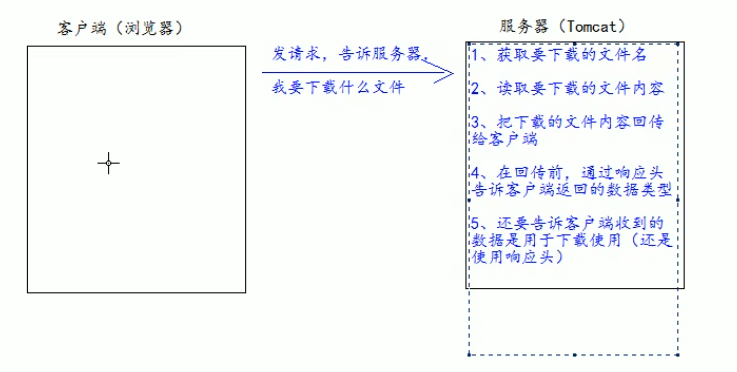 客户端（浏览器）
服务器（Tomcat）
发请求，告诉服务器，
我要下载什么文件
1、获取要下载的文件名
2、读取要下载的文件内容
3、把下载的文件内容回传
给客户端
4、在回传前，通过响应头
告诉客户端返回的数据类型
5、还要告诉客户端收到的
数据是用于下载使用（还是
使用响应头）